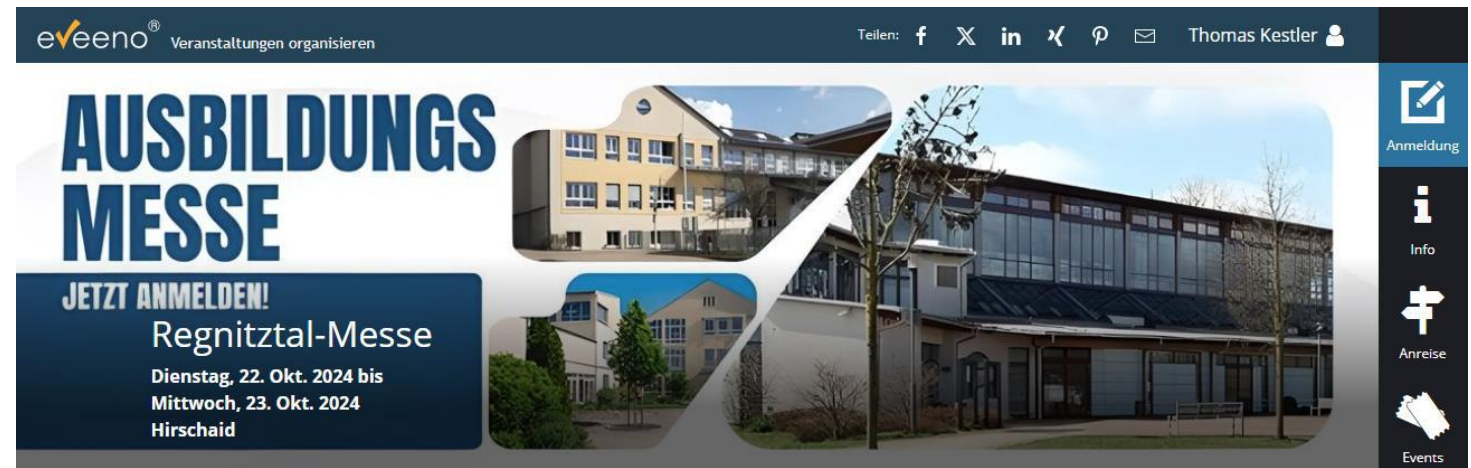 eveeno® Veranstaltungen organisieren
Teilen:
Thomas Kestler
AUSBILDUNGS
MESSE
JETZT ANMELDEN!
Regnitztal-Messe
Dienstag, 22. Okt. 2024 bis
Mittwoch, 23. Okt. 2024
Hirschaid
Anmeldung
Info
Anreise
Events